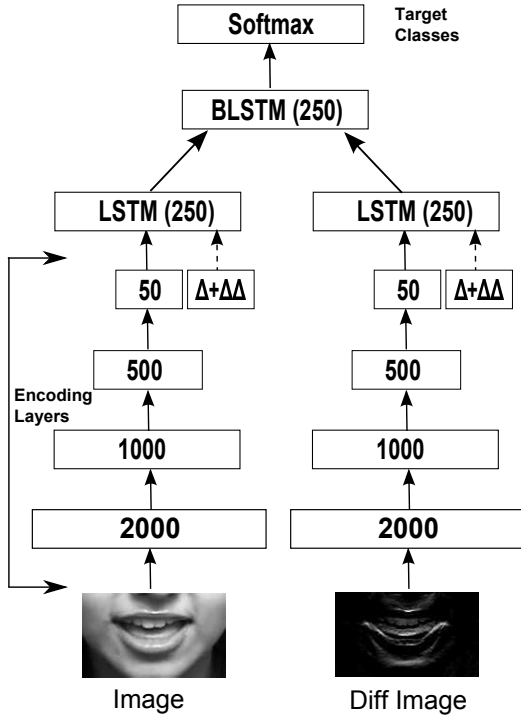 Softmax
Target
Classes
BLSTM (250)
LSTM (250)
LSTM (250)
50
Δ+ΔΔ
50
Δ+ΔΔ
500
500
Encoding
Layers
1000
1000
2000
2000
Image
Diff Image